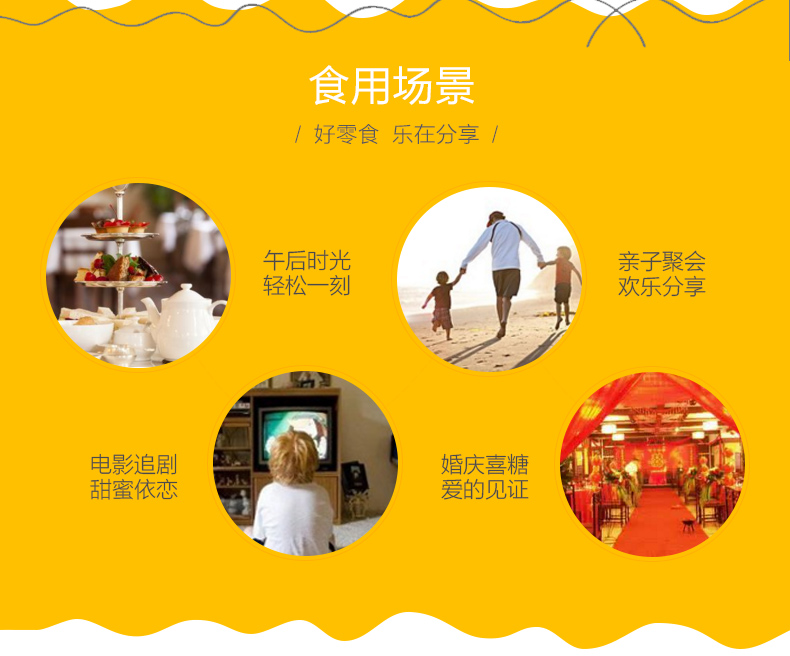 食用场景
/ 好零食 乐在分享 /
午后时光
轻松一刻
亲子聚会
欢乐分享
电影追剧
甜蜜依恋
婚庆喜糖
爱的见证